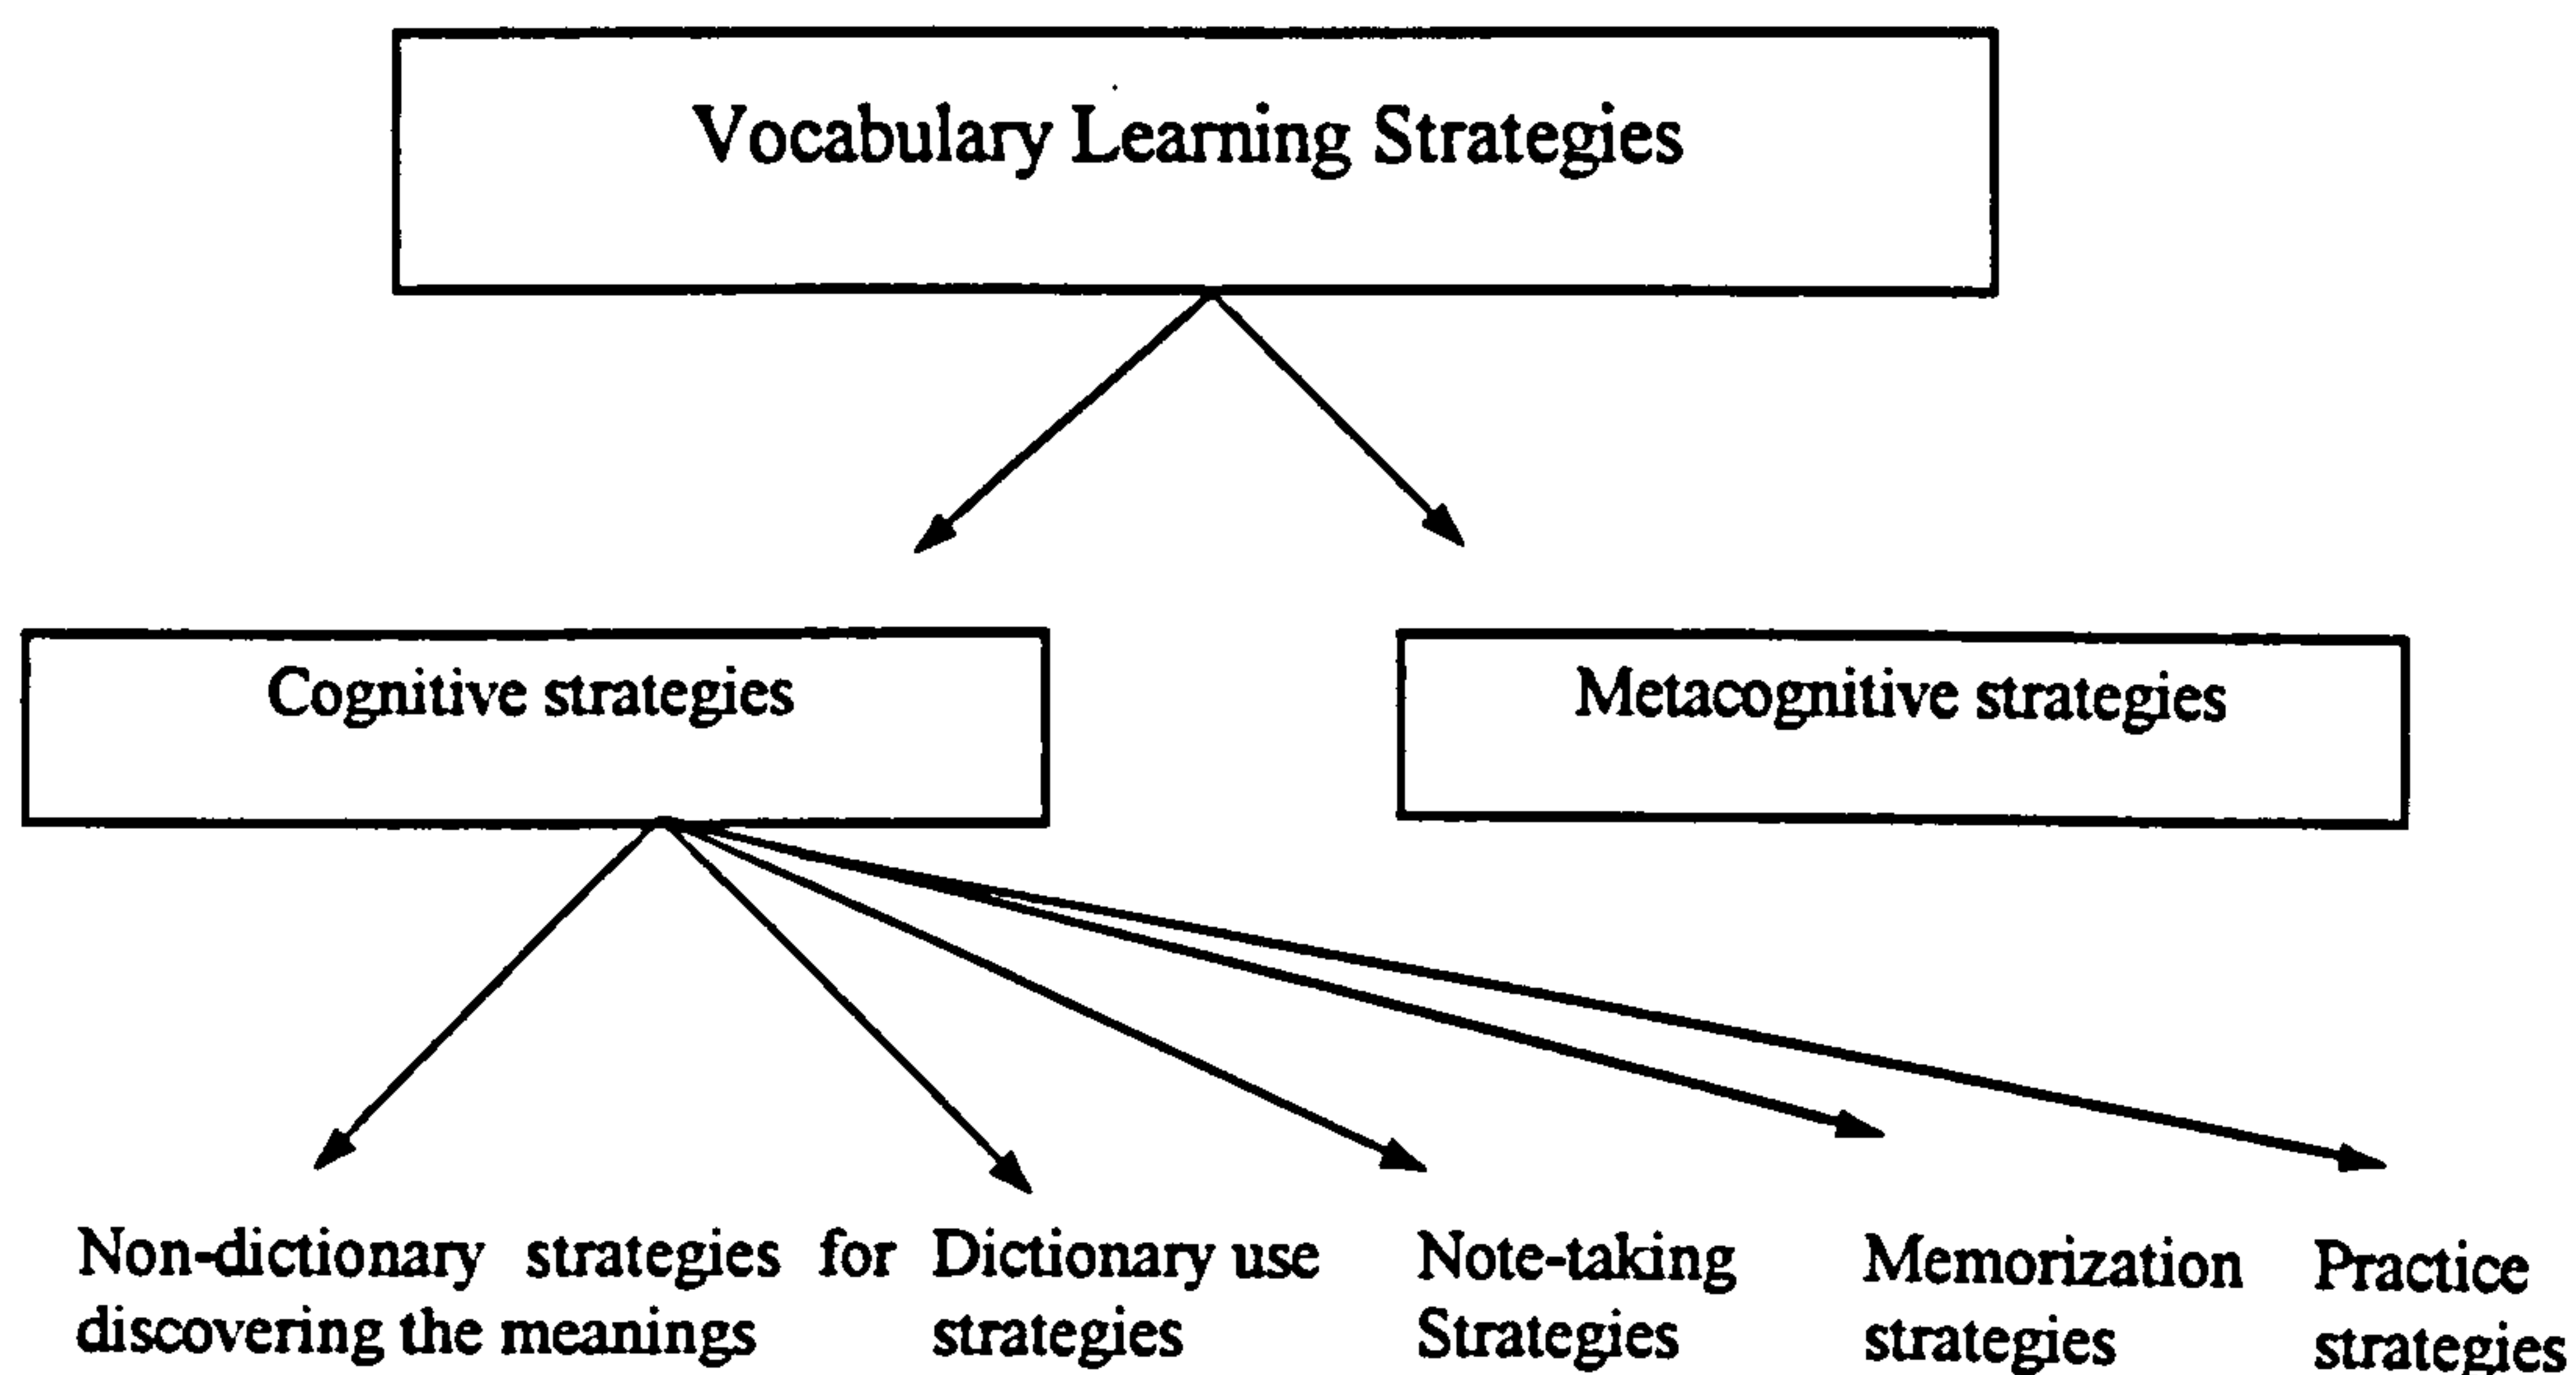 Vocabulary Learning Strategies
Cognitive strategies
Metacognitive strategies
Non-dictionary strategies for
discovering the meanings
Dictionary use
strategies
Note-taking
Strategies
Memorization
strategies
Practice
strategies